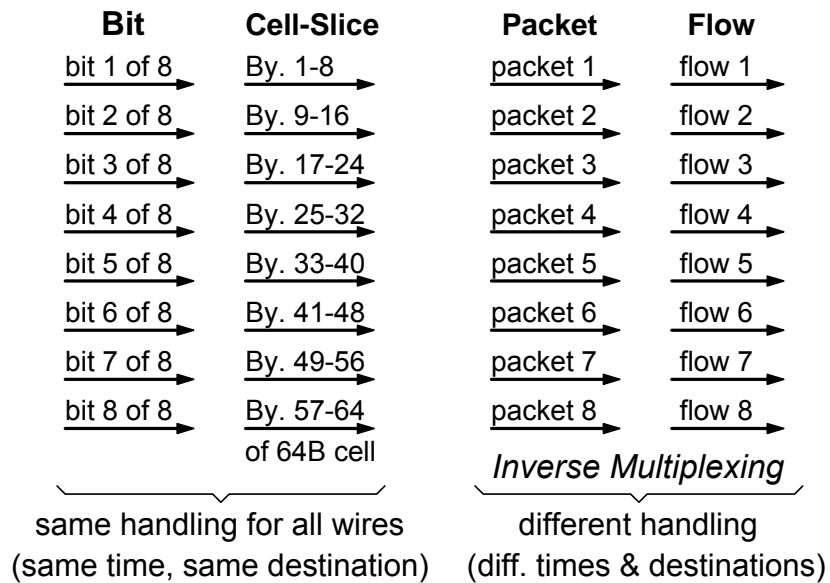 Bit Cell-Slice Packet Flow
bit 1 of 8 By. 1-8 packet 1 flow 1
bit 2 of 8 By. 9-16 packet 2 flow 2
bit 3 of 8 By. 17-24 packet 3 flow 3
bit 4 of 8 By. 25-32 packet 4 flow 4
bit 5 of 8 By. 33-40 packet 5 flow 5
bit 6 of 8 By. 41-48 packet 6 flow 6
bit 7 of 8 By. 49-56 packet 7 flow 7
bit 8 of 8 By. 57-64 packet 8 flow 8
of 64B cell
Inverse Multiplexing
same handling for all wires
(same time, same destination)
different handling
(diff. times & destinations)